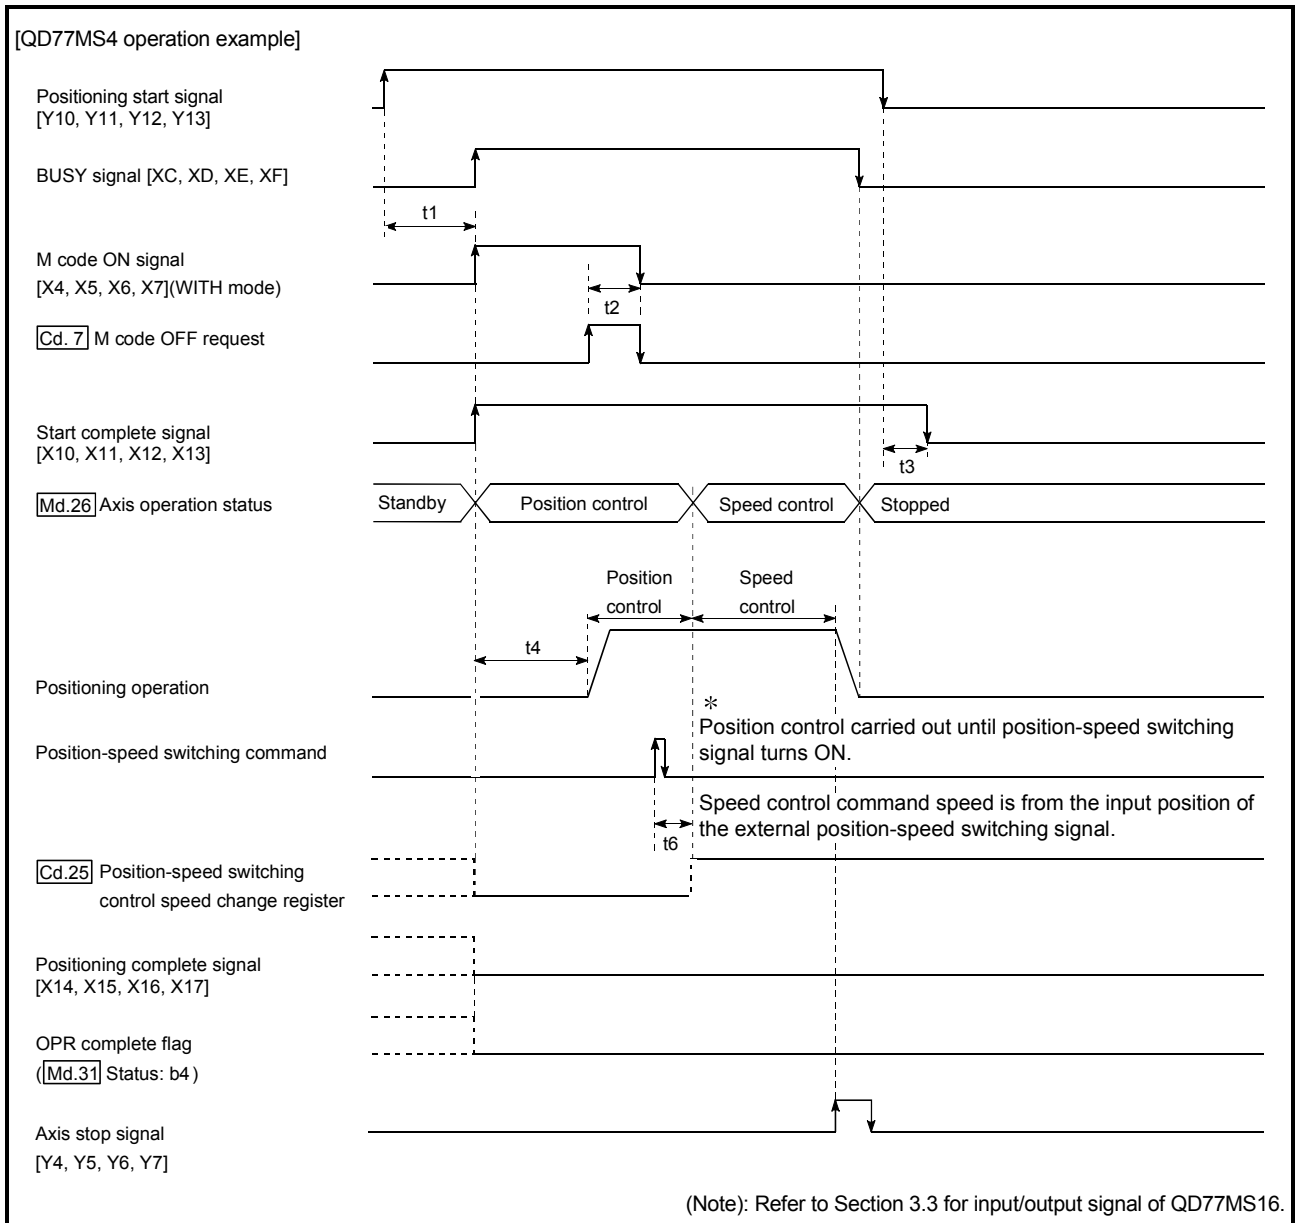 [QD77MS4 operation example]
Positioning start signal
[Y10, Y11, Y12, Y13]
BUSY signal [XC, XD, XE, XF]
t1
M code ON signal
[X4, X5, X6, X7](WITH mode)
t2
Cd. 7 M code OFF request
Start complete signal
[X10, X11, X12, X13]
t3
Md.26 Axis operation status
Standby
Position control
Speed control
Stopped
Position
control
Speed
control
t4
Positioning operation
*
Position control carried out until position-speed switching
signal turns ON.
Position-speed switching command
Speed control command speed is from the input position of
the external position-speed switching signal.
t6
Cd.25 Position-speed switching
control speed change register
Positioning complete signal
[X14, X15, X16, X17]
OPR complete flag
(Md.31 Status: b4)
Axis stop signal
[Y4, Y5, Y6, Y7]
(Note): Refer to Section 3.3 for input/output signal of QD77MS16.